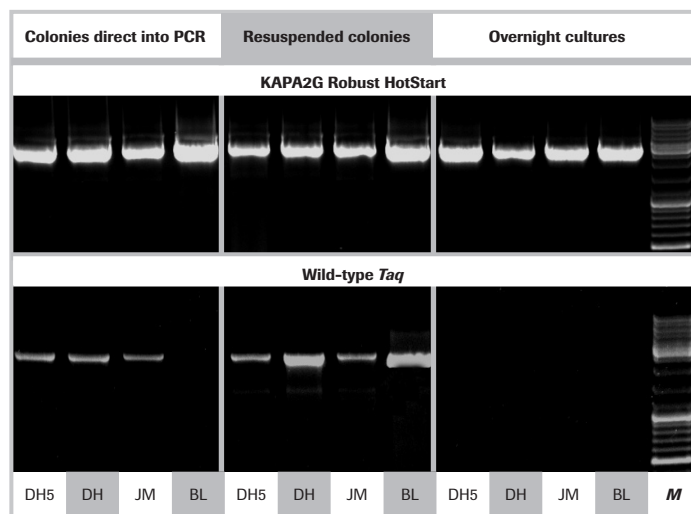 Colonies direct into PCR Resuspended colonies Overnight cultures
KAPA2G Robust HotStart
Wild-type Taq
DH5 DH JM BL DH5 DH JM BL DH5 DH JM BL M